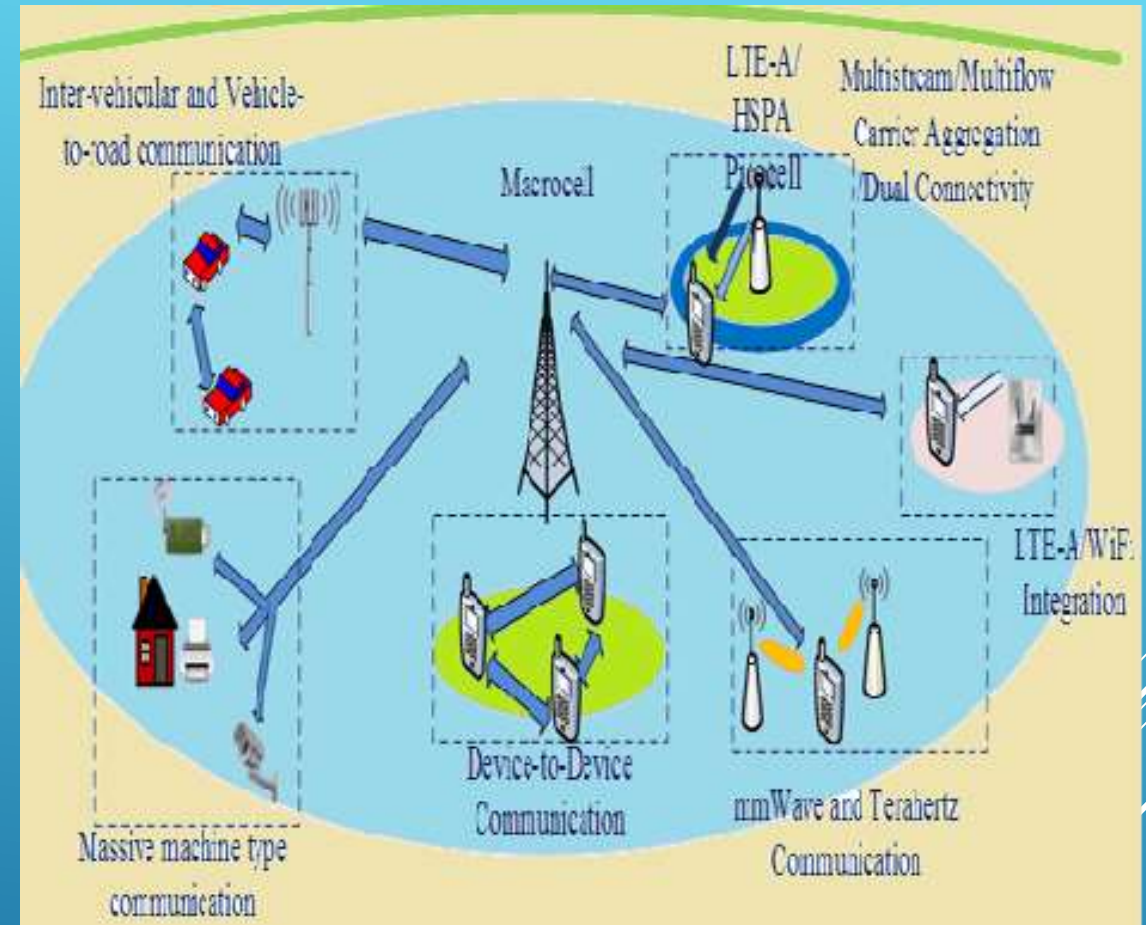 Inter-vehicular and Vehicle-
to-road communication
Macrocell
LTE-A/
HSPA
Picocell
Multistream/Multiflow
Carrier Aggregation
/Dual Connectivity
LTE-A/WiFi
Integration
Device-to-Device
Communication
mmWave and Terahertz
Communication
Massive machine type
communication